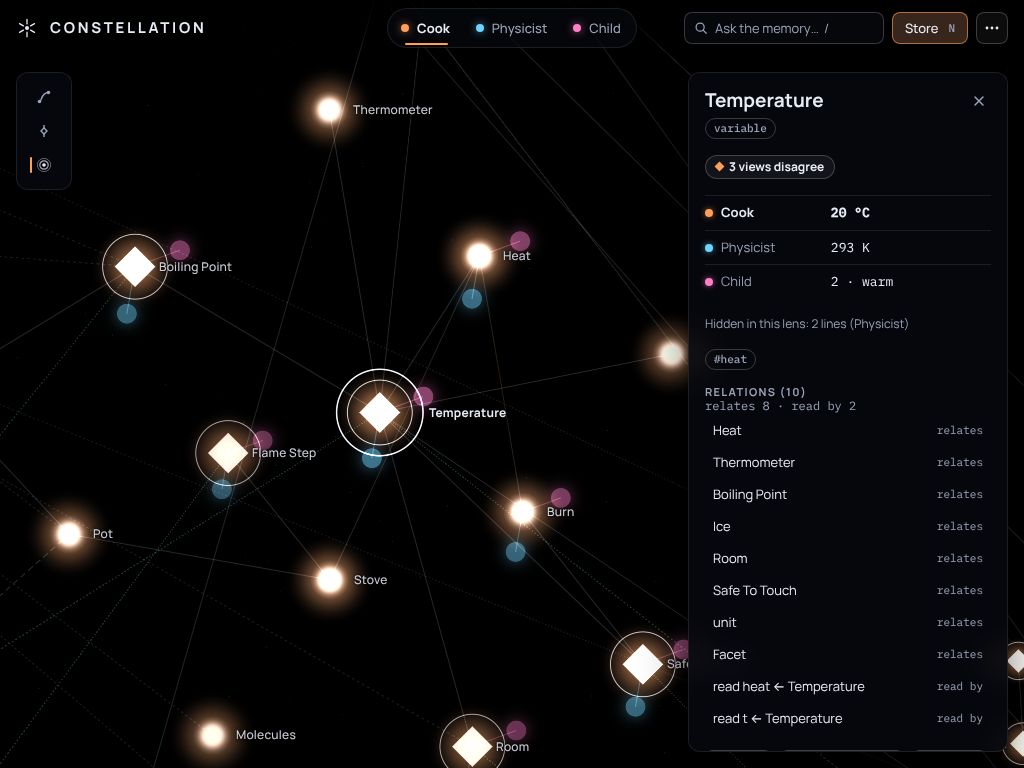 CONSTELLATION
Cook
Physicist
Child
Ask the memory... /
Store N
Thermometer
Boiling Point
Heat
Temperature
Flame Step
Burn
Pot
Stove
Safe
Molecules
Room
Temperature
variable
3 views disagree
Cook 20 °C
Physicist 293 K
Child 2 · warm
Hidden in this lens: 2 lines (Physicist)
#heat
RELATIONS (10)
relates 8 · read by 2
Heat relates
Thermometer relates
Boiling Point relates
Ice relates
Room relates
Safe To Touch relates
unit relates
Facet relates
read heat ← Temperature read by
read t ← Temperature read by